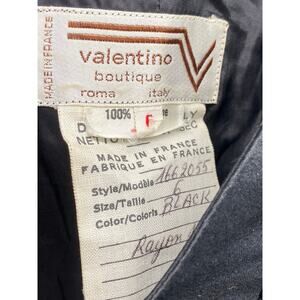 MADE IN FRANCE
valentino
boutique
roma italy
100%
MADE IN FRANCE
FABRIQUE EN FRANCE
Style/Modèle 1662055
Size/Taille 6
Color/Coloris BLACK
Rayon